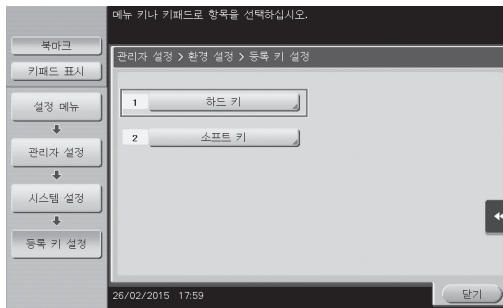 메뉴 키나 키패드로 항목을 선택하십시오.
북마크
키패드 표시
관리자 설정 > 환경 설정 > 등록 키 설정
설정 메뉴
관리자 설정
시스템 설정
등록 키 설정
1 하드 키
2 소프트 키
26/02/2015 17:59
닫기